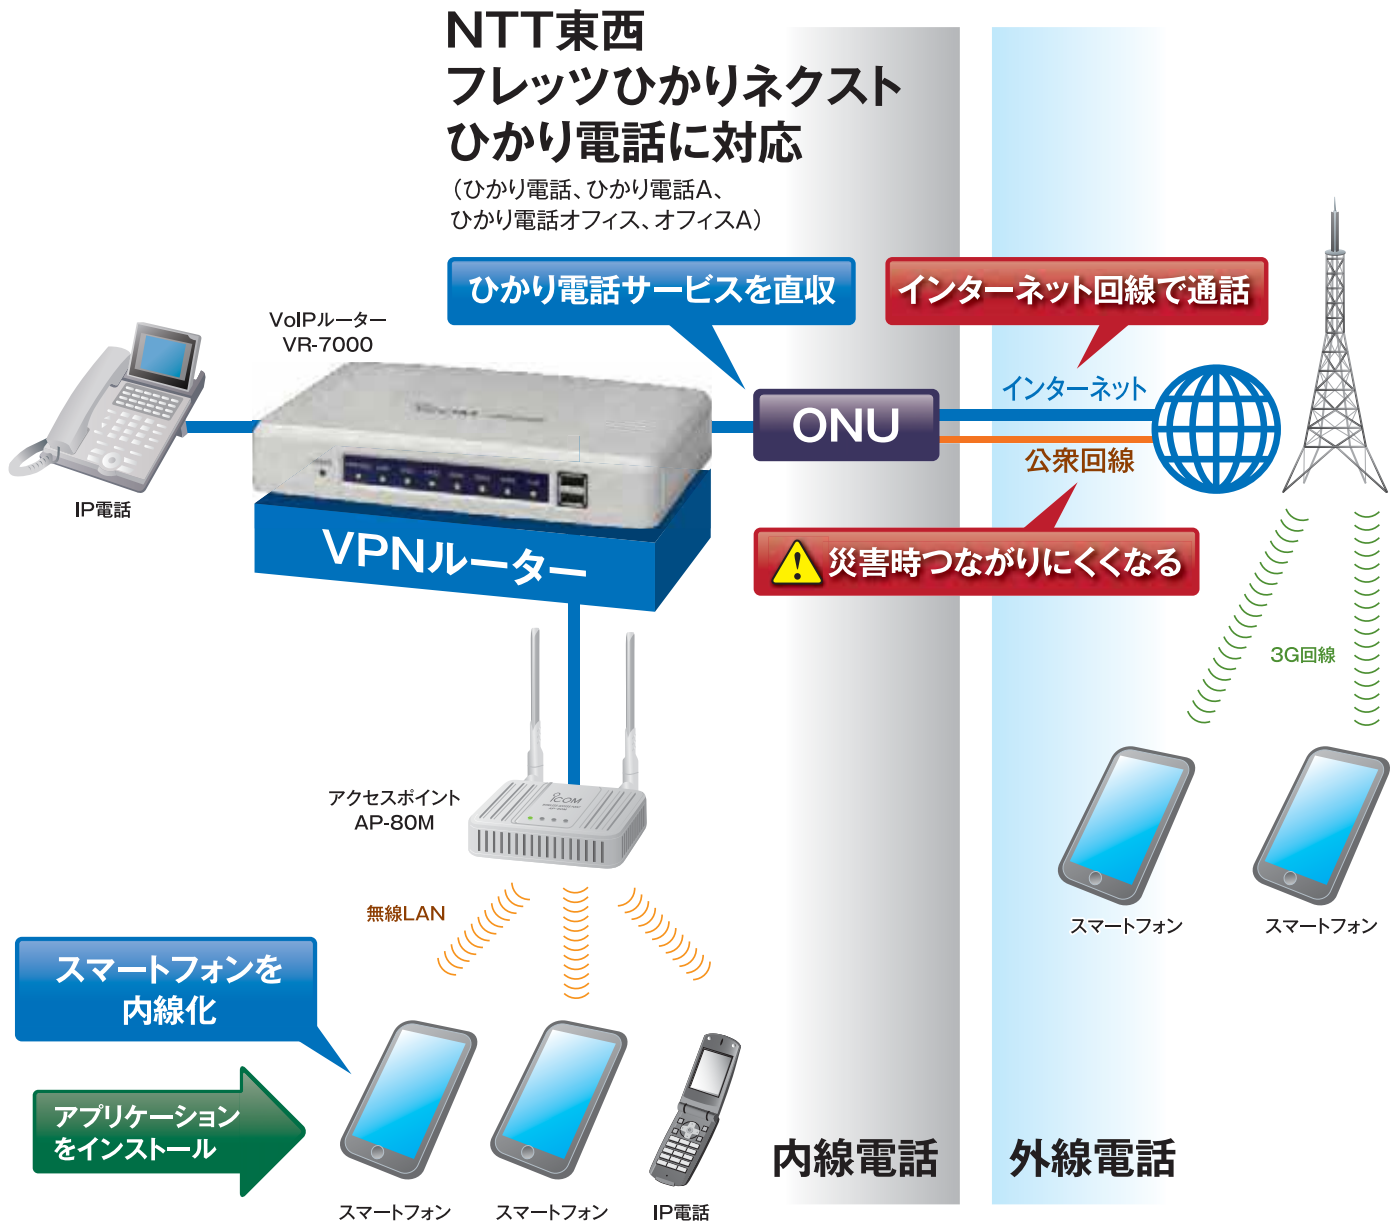 NTT東西
フレッツひかりネクスト
ひかり電話に対応
（ひかり電話、ひかり電話A、
ひかり電話オフィス、オフィスA）
ひかり電話サービスを直収
インターネット回線で通話
VoIPルーター
VR-7000
ICOM
インターネット
ONU
公衆回線
IP電話
VPNルーター
災害時つながりにくくなる
3G回線
アクセスポイント
AP-80M
ICOM
無線LAN
スマートフォン
スマートフォン
スマートフォンを
内線化
アプリケーション
をインストール
内線電話
外線電話
スマートフォン
スマートフォン
IP電話